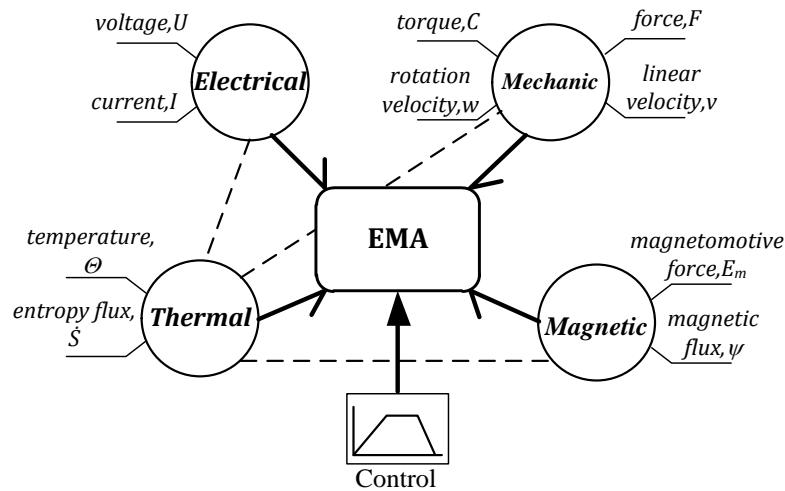 voltage,U
Electrical
current,I
torque,C
force,F
Mechanic
rotation
velocity,w
linear
velocity,v
EMA
temperature,
Θ
Thermal
entropy flux,
Ṡ
magnetomotive
force,Eₘ
Magnetic
magnetic
flux,ψ
Control